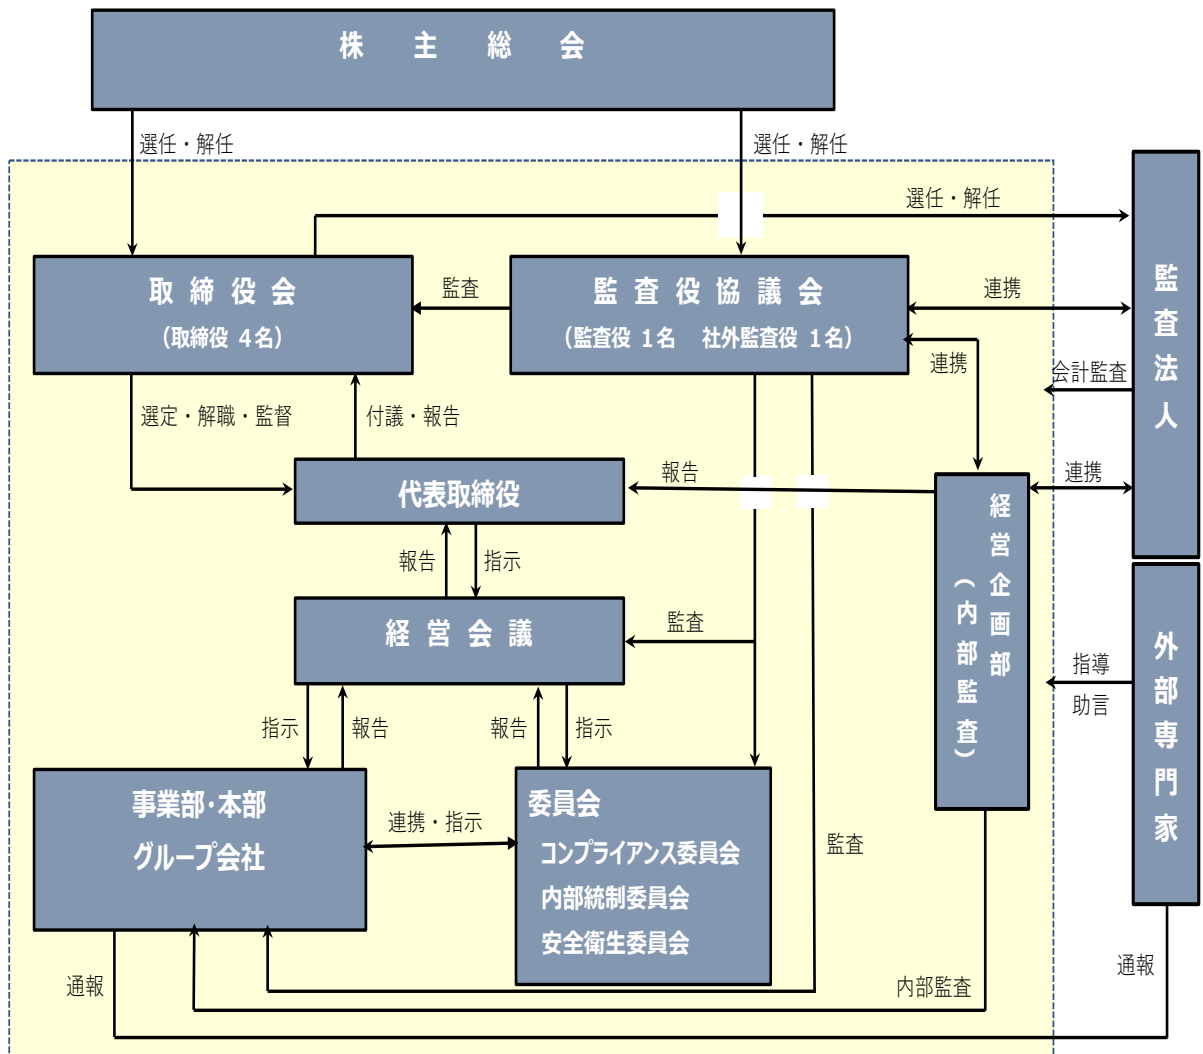 株主総会
選任・解任
選任・解任
選任・解任
取締役会
（取締役 4名）
監査
監査役協議会
（監査役 1名 社外監査役 1名）
連携
監査法人
連携
会計監査
選定・解職・監督
付議・報告
代表取締役
報告
連携
経営企画部
（内部監査）
報告
指示
経営会議
監査
外部専門家
指導
助言
指示
報告
報告
指示
事業部・本部
グループ会社
連携・指示
委員会
コンプライアンス委員会
内部統制委員会
安全衛生委員会
監査
通報
内部監査
通報